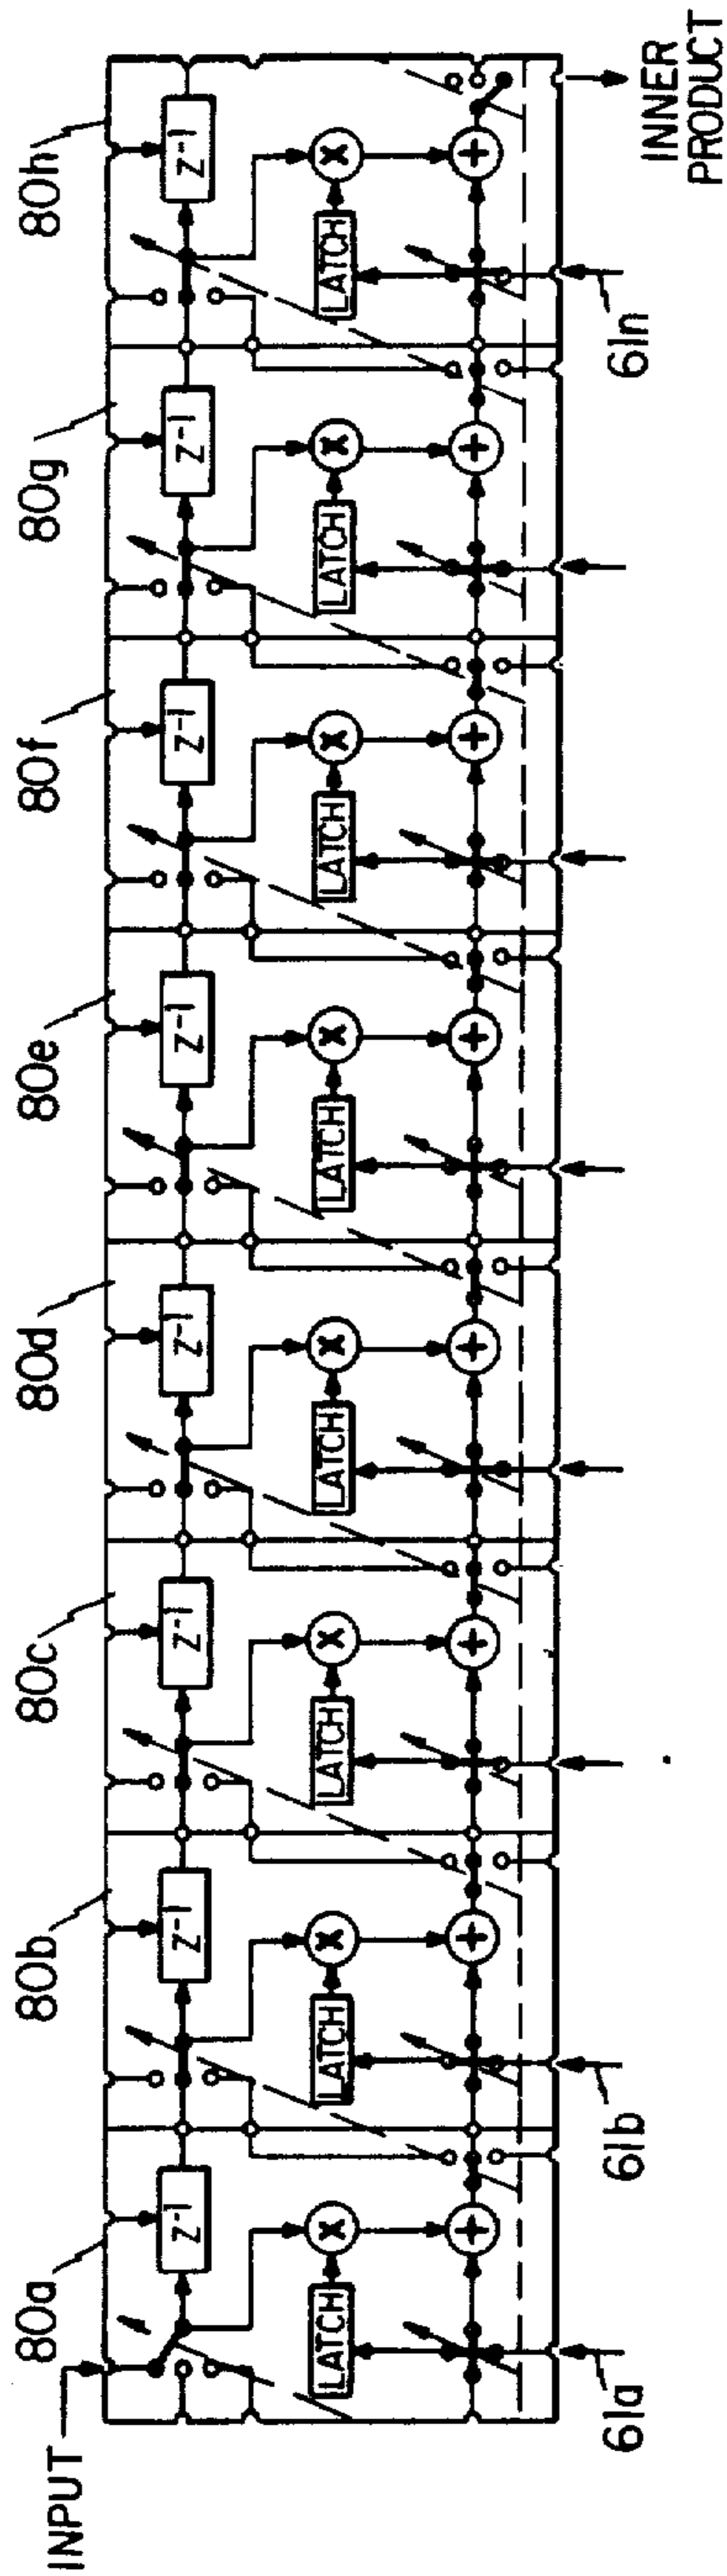 INPUT
80a
80b
80c
80d
80e
80f
80g
80h
z⁻¹
z⁻¹
z⁻¹
z⁻¹
z⁻¹
z⁻¹
z⁻¹
z⁻¹
X
X
X
X
X
X
X
X
LATCH
LATCH
LATCH
LATCH
LATCH
LATCH
LATCH
LATCH
+
+
+
+
+
+
+
+
61a
61b
61n
INNER
PRODUCT